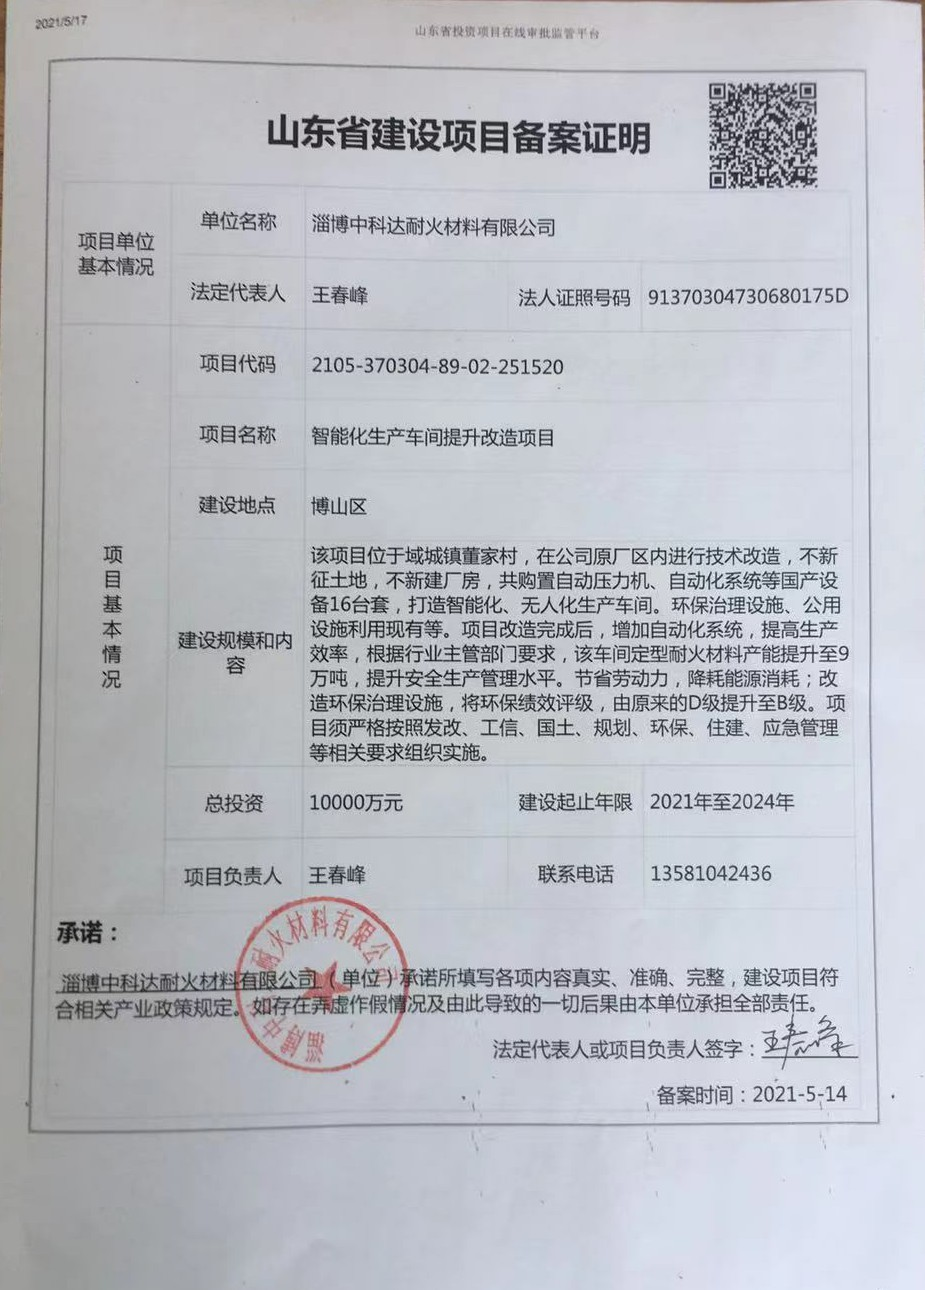 2021/5/17
山东省投资项目在线审批监管平台
山东省建设项目备案证明
项目单位
基本情况
单位名称
淄博中科达耐火材料有限公司
法定代表人
王春峰
法人证照号码
91370304730680175D
项目基本情况
项目代码
2105-370304-89-02-251520
项目名称
智能化生产车间提升改造项目
建设地点
博山区
建设规模和内
容
该项目位于域城镇董家村，在公司原厂区内进行技术改造，不新
征土地，不新建厂房，共购置自动压力机、自动化系统等国产设
备16台套，打造智能化、无人化生产车间。环保治理设施、公用
设施利用现有等。项目改造完成后，增加自动化系统，提高生产
效率，根据行业主管部门要求，该车间定型耐火材料产能提升至9
万吨，提升安全生产管理水平。节省劳动力，降耗能源消耗；改
造环保治理设施，将环保绩效评级，由原来的D级提升至B级。项
目须严格按照发改、工信、国土、规划、环保、住建、应急管理
等相关要求组织实施。
总投资
10000万元
建设起止年限
2021年至2024年
项目负责人
王春峰
联系电话
13581042436
承诺：
淄博中科达耐火材料有限公司（单位）承诺所填写各项内容真实、准确、完整，建设项目符
合相关产业政策规定。如存在弄虚作假情况及由此导致的一切后果由本单位承担全部责任。
法定代表人或项目负责人签字：王春峰
备案时间：2021-5-14